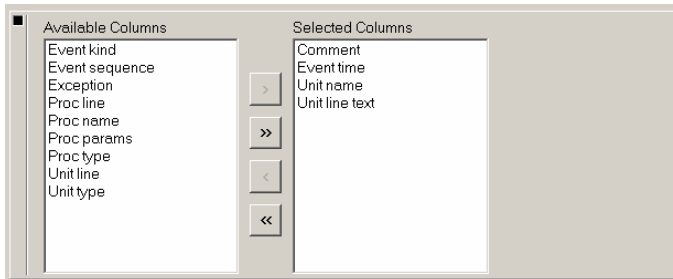 Available Columns
Event kind
Event sequence
Exception
Proc line
Proc name
Proc params
Proc type
Unit line
Unit type
>
»
<
«
Selected Columns
Comment
Event time
Unit name
Unit line text